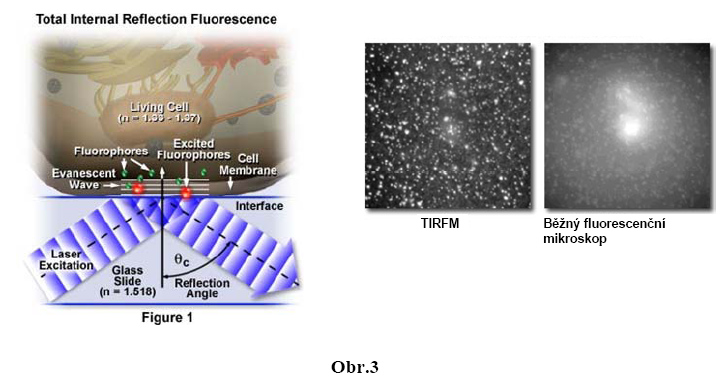 Total Internal Reflection Fluorescence
Living Cell
(n = 1.33 - 1.37)
Fluorophores
Excited
Fluorophores
Cell
Membrane
Evanescent
Wave
Interface
Laser
Excitation
Glass
Slide
(n = 1.518)
θc
Reflection
Angle
Figure 1
TIRFM
Běžný fluorescenční
mikroskop
Obr.3